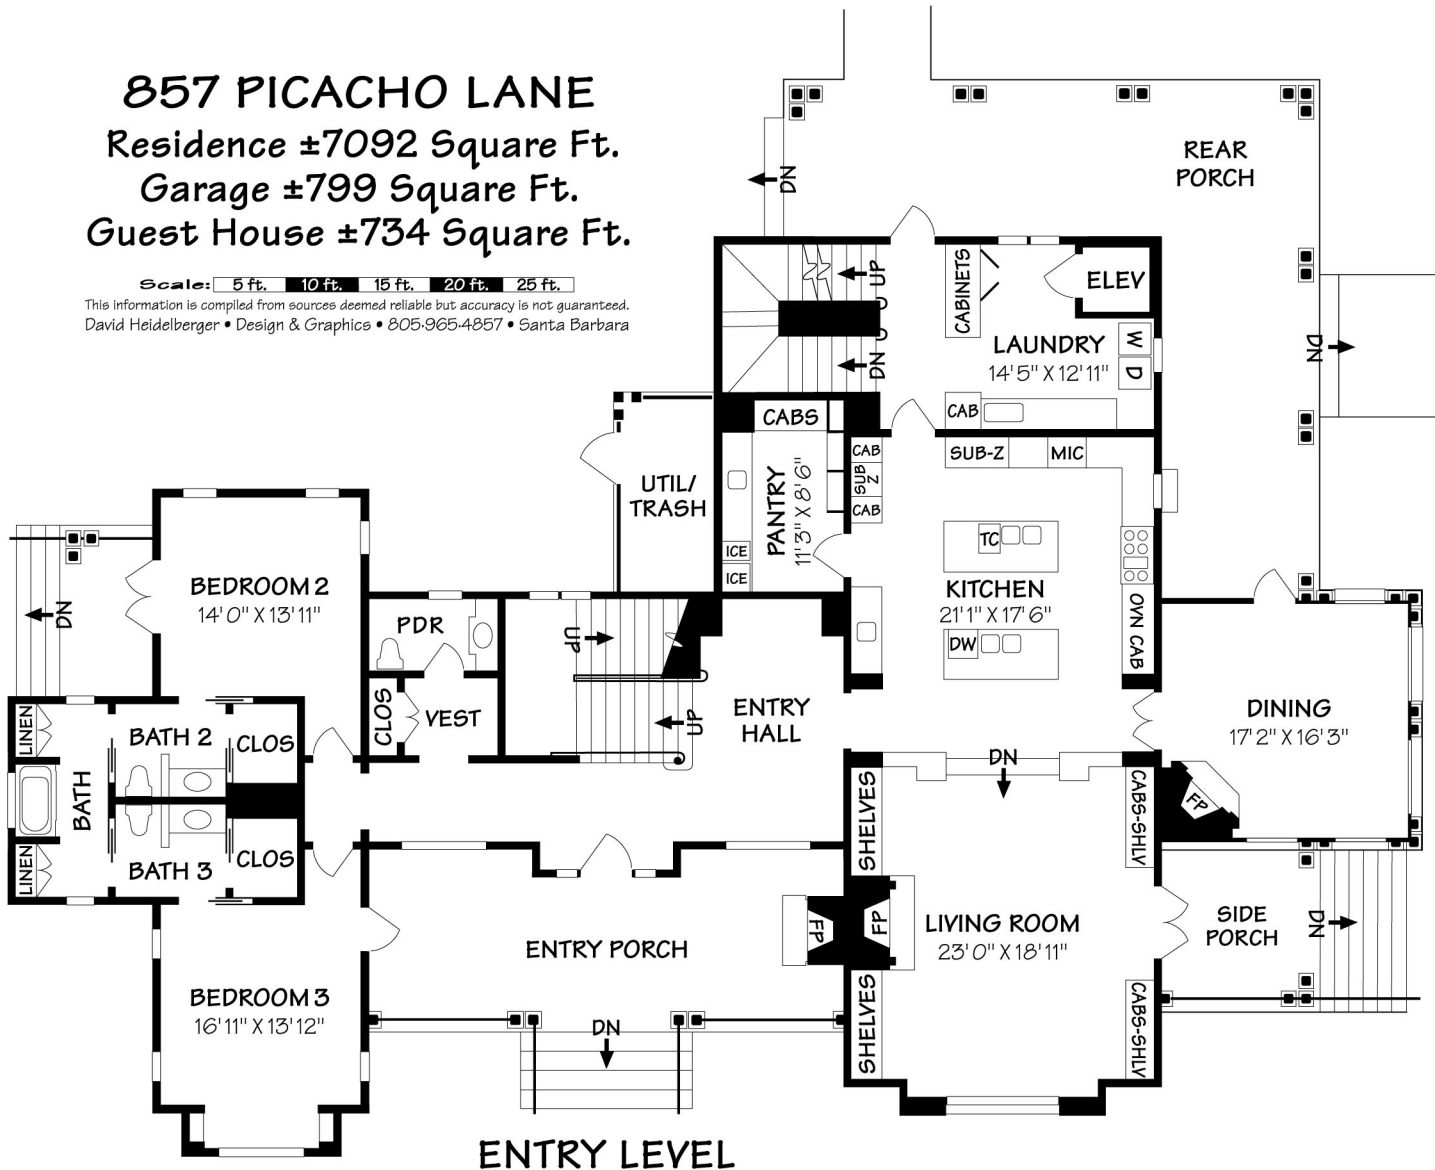 857 PICACHO LANE
Residence ±7092 Square Ft.
Garage ±799 Square Ft.
Guest House ±734 Square Ft.
Scale: 5 ft. 10 ft. 15 ft. 20 ft. 25 ft.
This information is compiled from sources deemed reliable but accuracy is not guaranteed.
David Heidelberger • Design & Graphics • 805•965•4857 • Santa Barbara
REAR
PORCH
DN
UP
U
U
DN
CABINETS
ELEV
LAUNDRY
14'5" X 12'11"
W
D
CAB
DN
CABS
PANTRY
11'3" X 8'6"
ICE
ICE
UTIL/
TRASH
CAB
SUB
Z
CAB
SUB-Z
MIC
TC
KITCHEN
21'1" X 17'6"
DW
OVN CAB
BEDROOM 2
14'0" X 13'11"
DN
PDR
CLOS
VEST
UP
UP
ENTRY
HALL
DINING
17'2" X 16'3"
FP
LINEN
BATH 2
CLOS
BATH
LINEN
BATH 3
CLOS
DN
SHELVES
CABS-SHLV
FP
FP
LIVING ROOM
23'0" X 18'11"
SHELVES
CABS-SHLV
SIDE
PORCH
DN
ENTRY PORCH
DN
BEDROOM 3
16'11" X 13'12"
ENTRY LEVEL